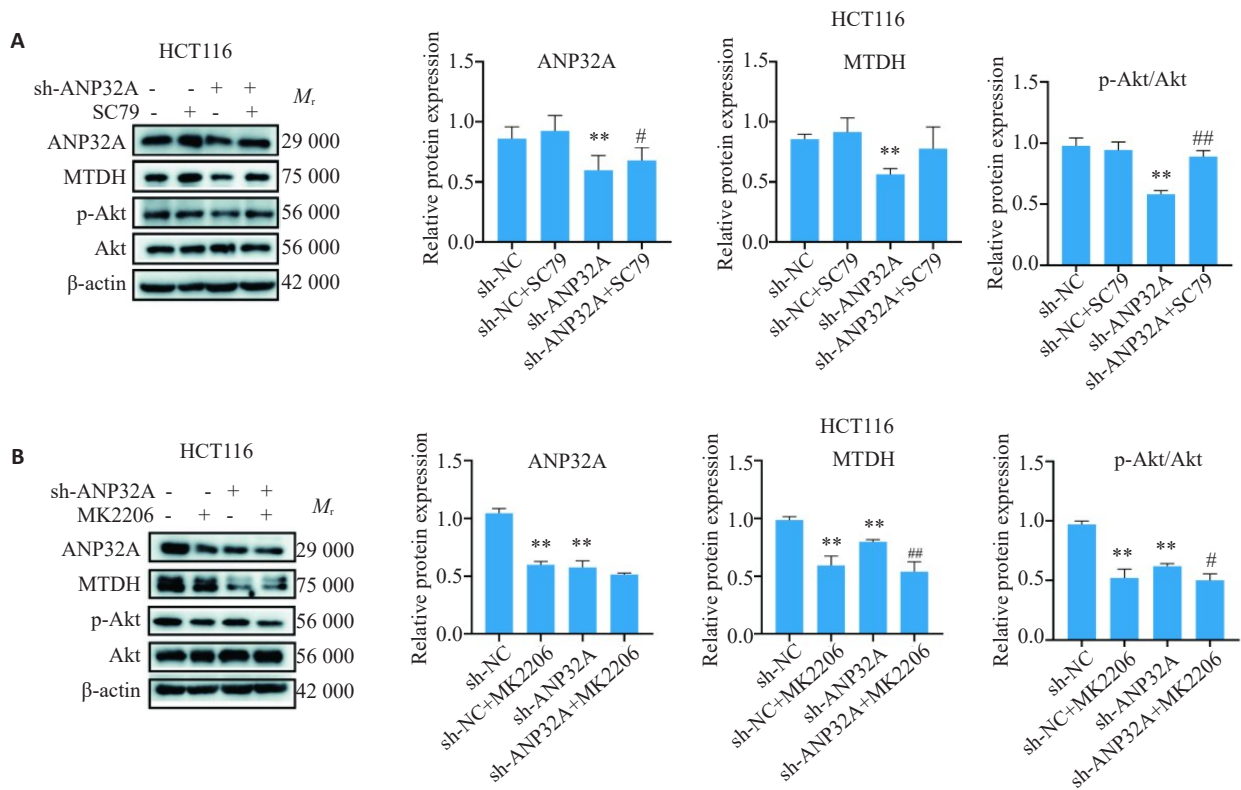 A
HCT116
sh-ANP32A - - + +
SC79 - + - +
Mr
ANP32A 29 000
MTDH 75 000
p-Akt 56 000
Akt 56 000
β-actin 42 000
HCT116
ANP32A
Relative protein expression
1.5
1.0
0.5
0.0
**
#
sh-NC
sh-NC+SC79
sh-ANP32A
sh-ANP32A+SC79
MTDH
Relative protein expression
1.5
1.0
0.5
0.0
**
sh-NC
sh-NC+SC79
sh-ANP32A
sh-ANP32A+SC79
p-Akt/Akt
Relative protein expression
1.5
1.0
0.5
0.0
**
##
sh-NC
sh-NC+SC79
sh-ANP32A
sh-ANP32A+SC79
B
HCT116
sh-ANP32A - - + +
MK2206 - + - +
Mr
ANP32A 29 000
MTDH 75 000
p-Akt 56 000
Akt 56 000
β-actin 42 000
HCT116
ANP32A
Relative protein expression
1.5
1.0
0.5
0.0
**
**
sh-NC
sh-NC+MK2206
sh-ANP32A
sh-ANP32A+MK2206
MTDH
Relative protein expression
1.5
1.0
0.5
0.0
**
**
##
sh-NC
sh-NC+MK2206
sh-ANP32A
sh-ANP32A+MK2206
p-Akt/Akt
Relative protein expression
1.5
1.0
0.5
0.0
**
**
#
sh-NC
sh-NC+MK2206
sh-ANP32A
sh-ANP32A+MK2206